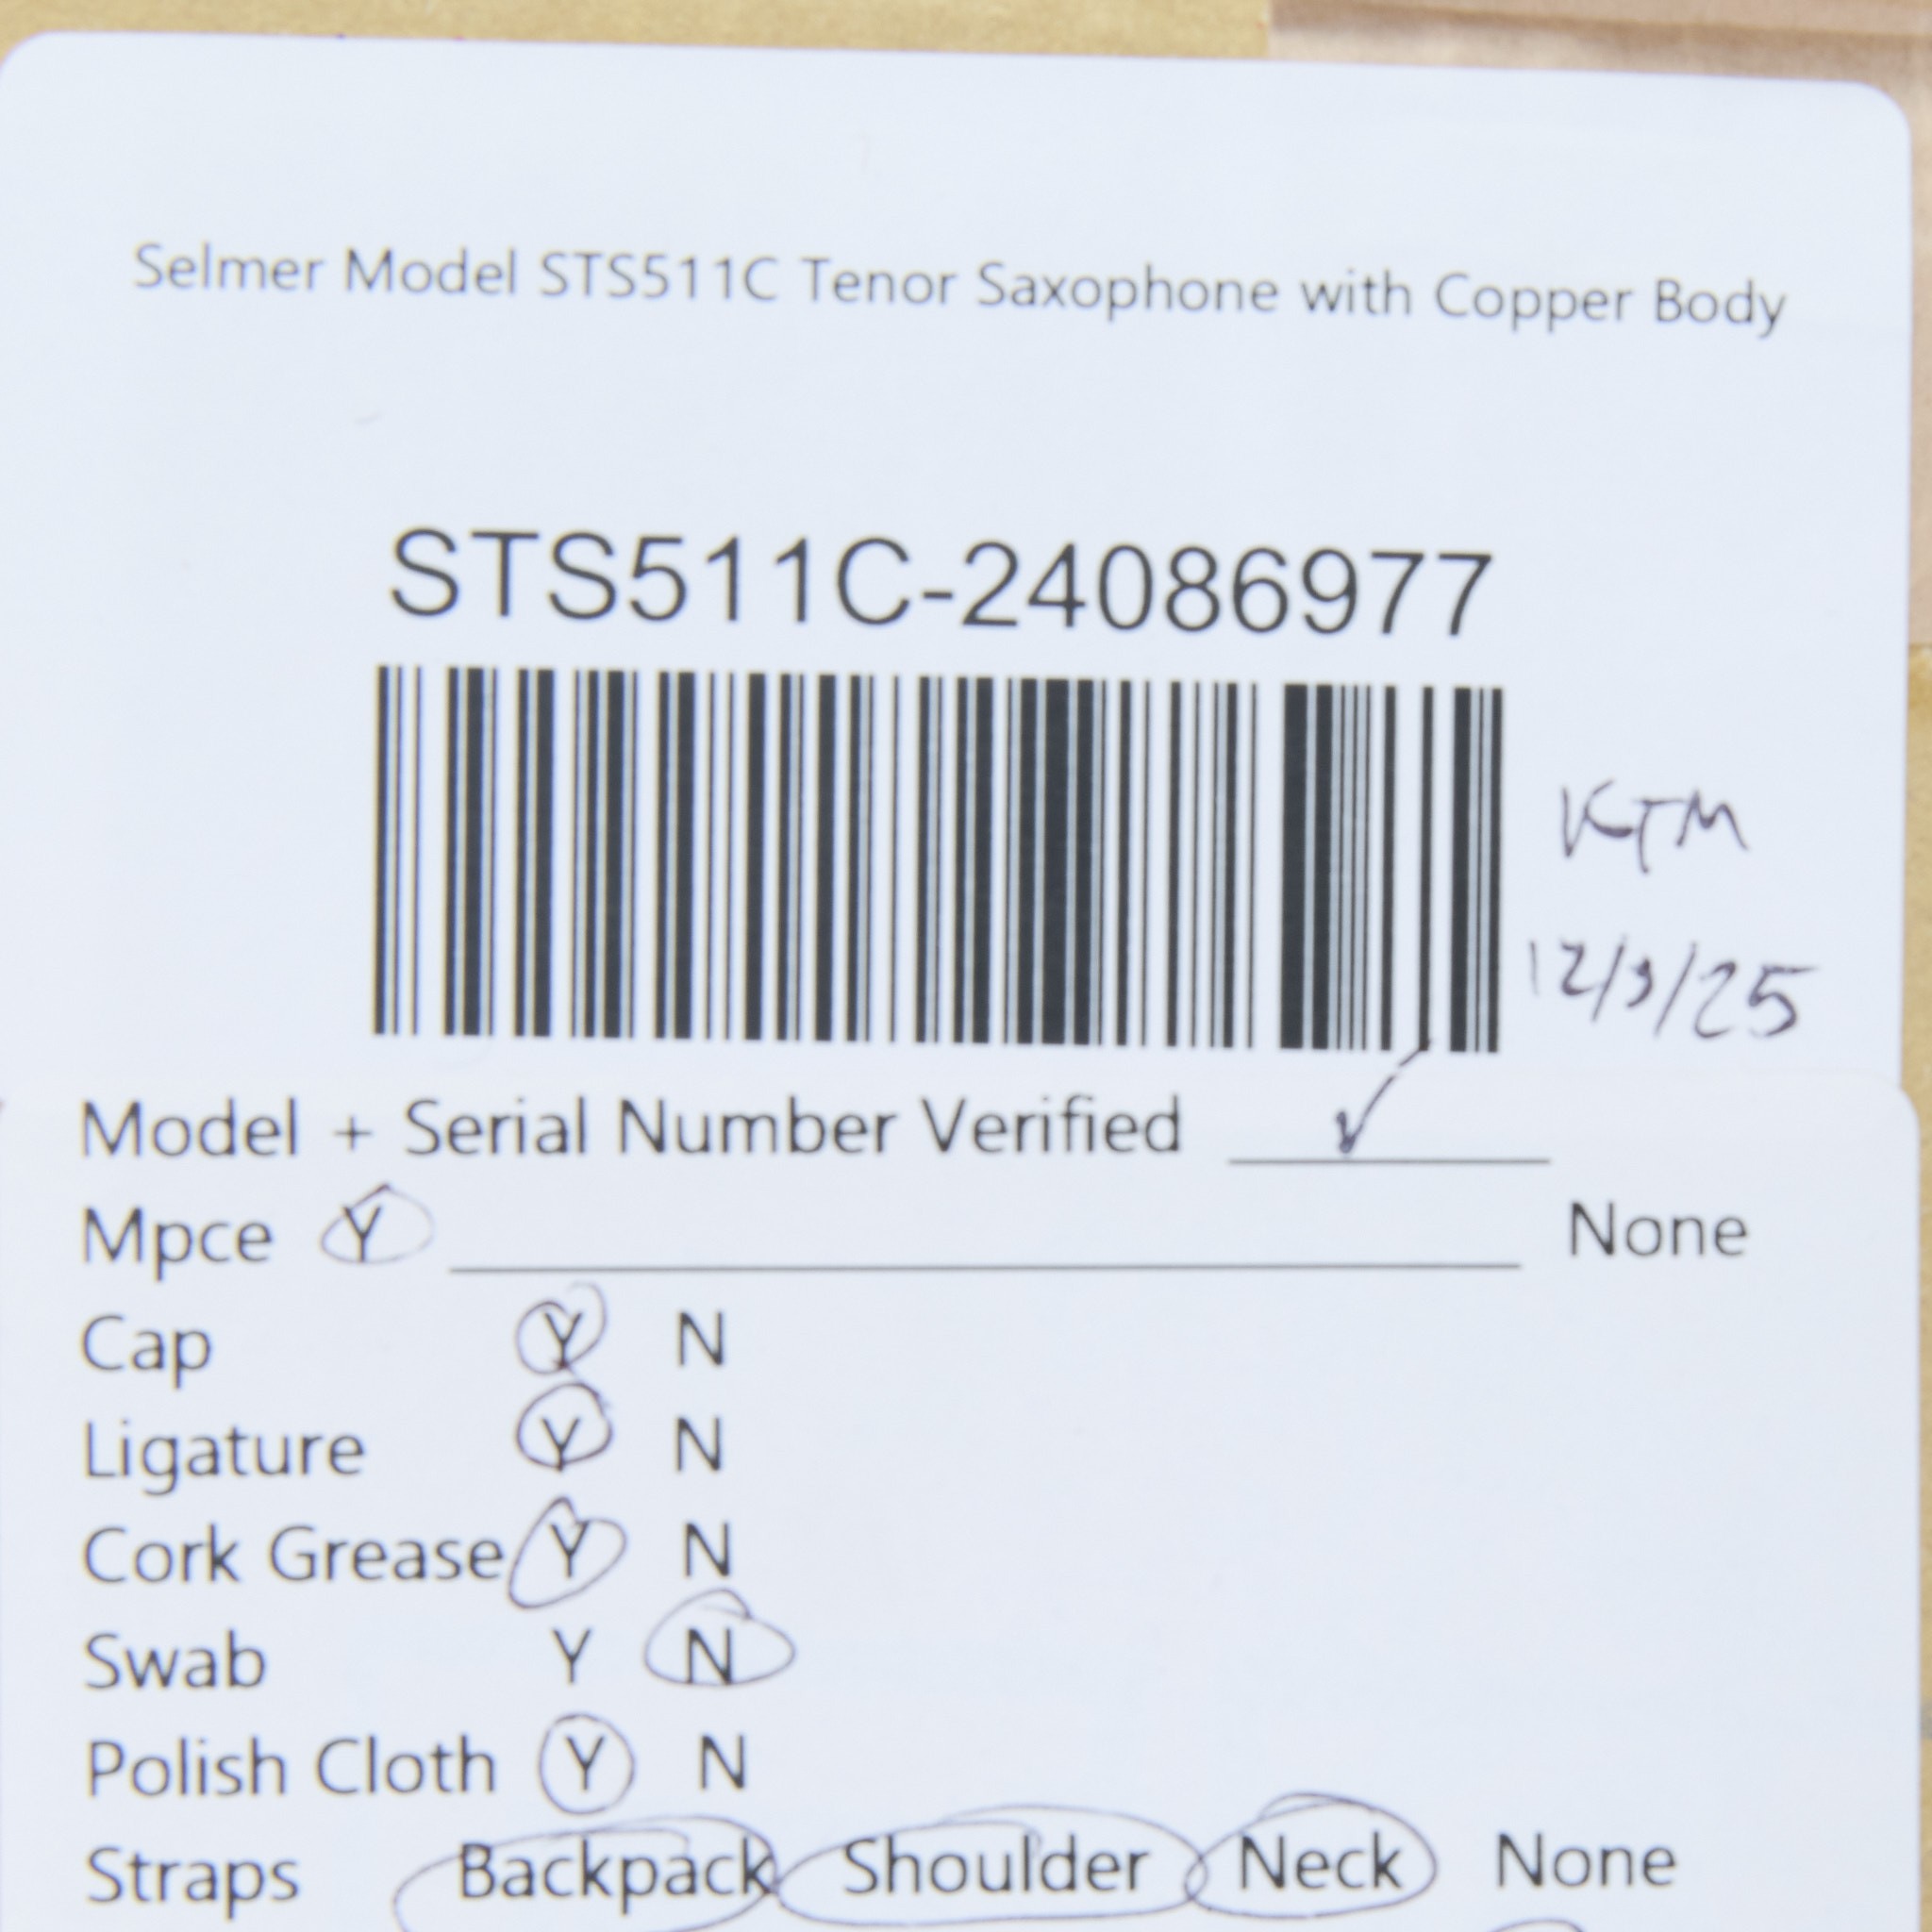 Selmer Model STS511C Tenor Saxophone with Copper Body
STS511C-24086977
KTM
12/3/25
Model + Serial Number Verified ✓
Mpce Y None
Cap Y N
Ligature Y N
Cork Grease Y N
Swab Y N
Polish Cloth Y N
Straps Backpack Shoulder Neck None